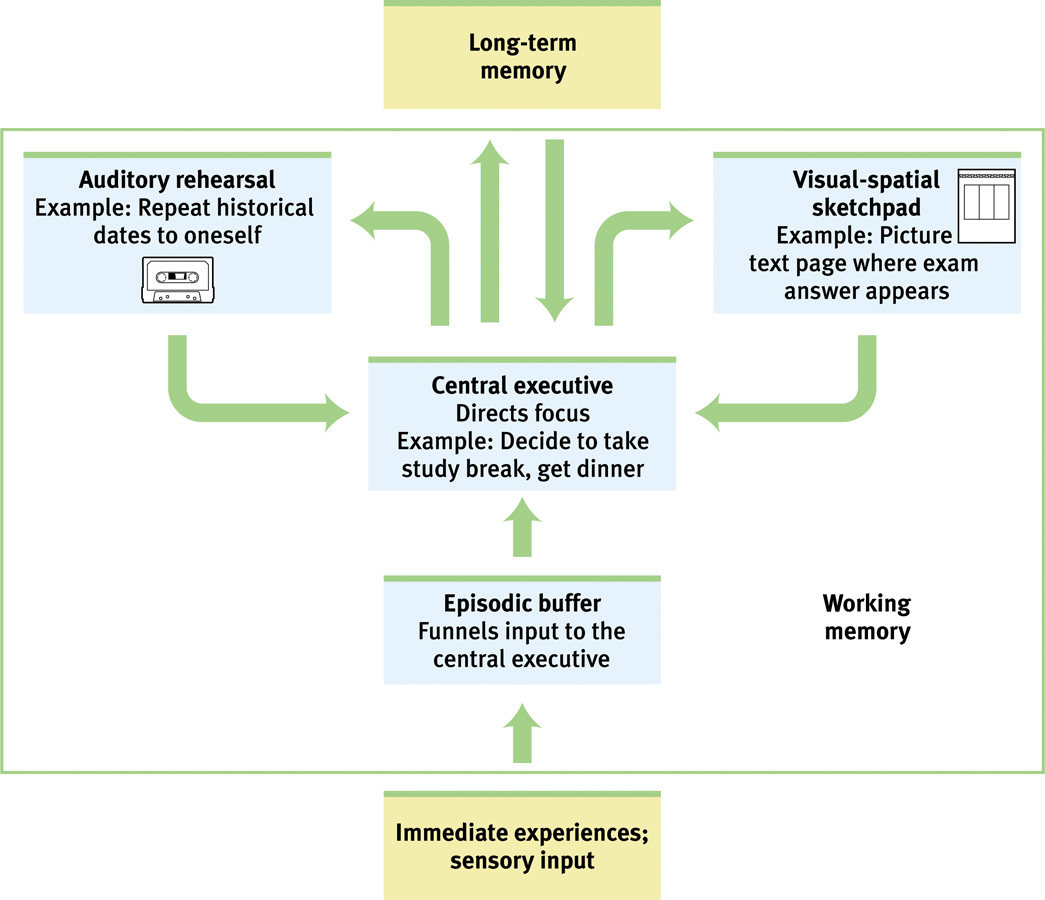 Long-term
memory
Auditory rehearsal
Example: Repeat historical
dates to oneself
Visual-spatial
sketchpad
Example: Picture
text page where exam
answer appears
Central executive
Directs focus
Example: Decide to take
study break, get dinner
Episodic buffer
Funnels input to the
central executive
Working
memory
Immediate experiences;
sensory input